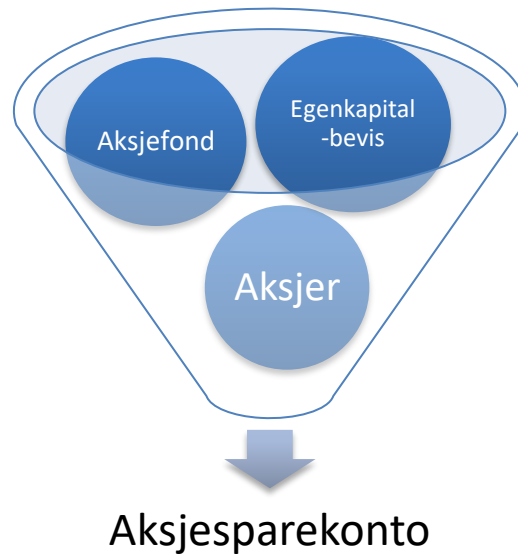 Egenkapital
-bevis
Aksjefond
Aksjer
Aksjesparekonto